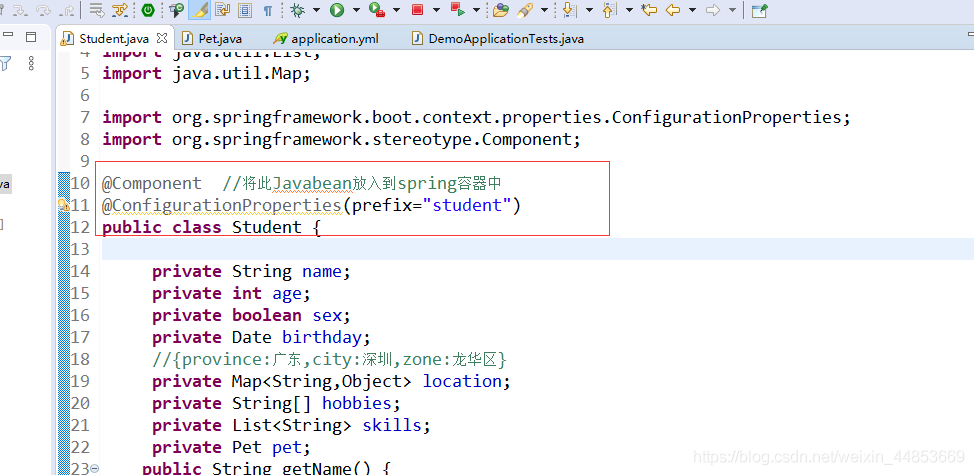 Student.java Pet.java application.yml DemoApplicationTests.java
4 import java.util.List;
5 import java.util.Map;
6
7 import org.springframework.boot.context.properties.ConfigurationProperties;
8 import org.springframework.stereotype.Component;
9
10 @Component //将此Javabean放入到spring容器中
11 @ConfigurationProperties(prefix="student")
12 public class Student {
13
14 private String name;
15 private int age;
16 private boolean sex;
17 private Date birthday;
18 //{province:广东,city:深圳,zone:龙华区}
19 private Map<String,Object> location;
20 private String[] hobbies;
21 private List<String> skills;
22 private Pet pet;
23 public String getName() {
va
https://blog.csdn.net/weixin_44853669